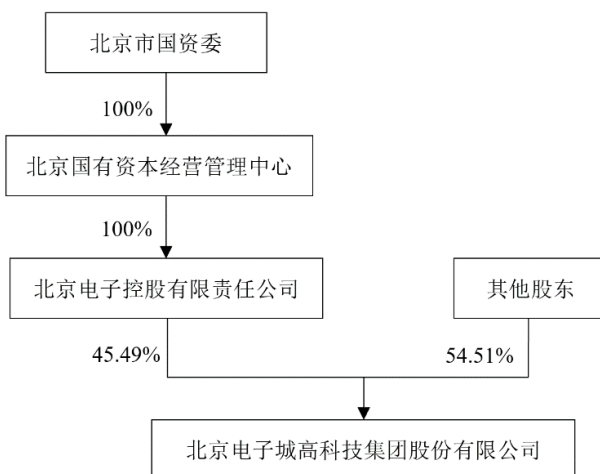 北京市国资委
100%
北京国有资本经营管理中心
100%
北京电子控股有限责任公司
其他股东
45.49%
54.51%
北京电子城高科技集团股份有限公司